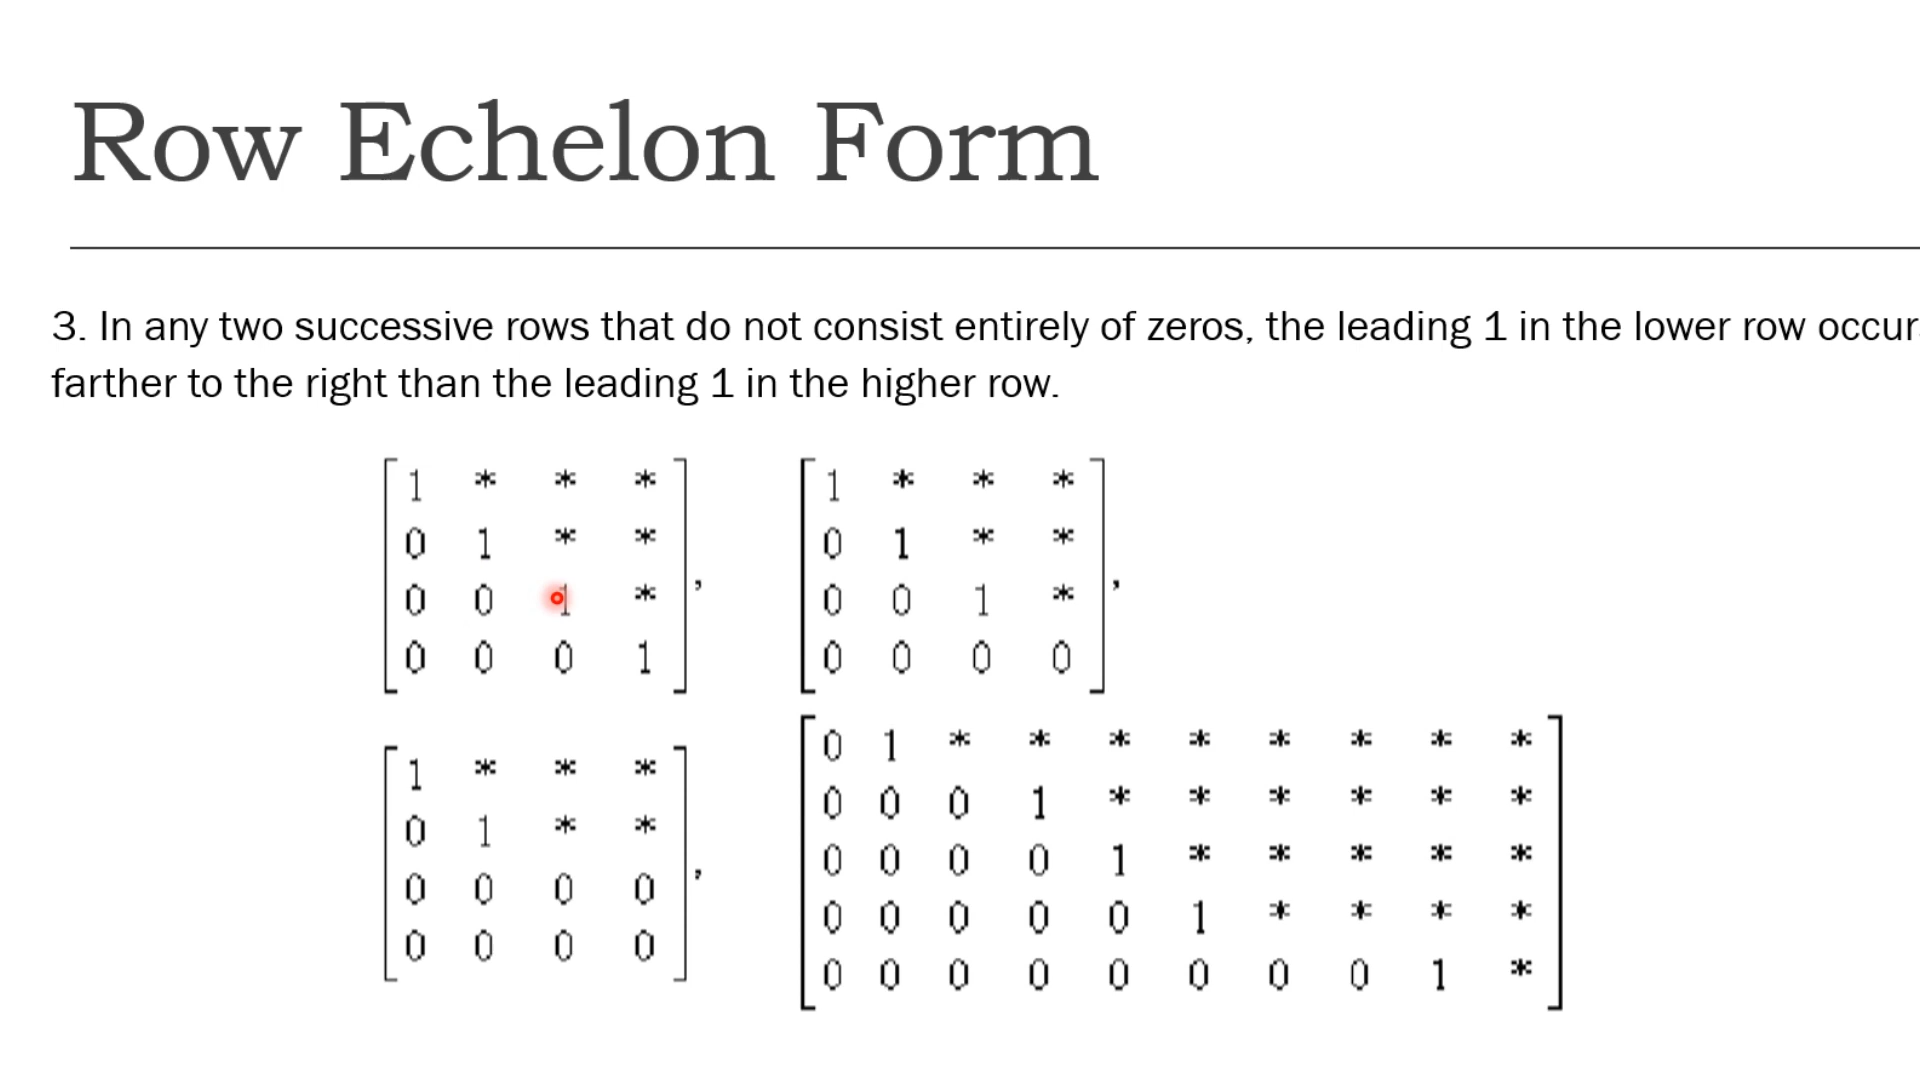 Row Echelon Form
3. In any two successive rows that do not consist entirely of zeros, the leading 1 in the lower row occur
farther to the right than the leading 1 in the higher row.
1 * * *
0 1 * *
0 0 1 *
0 0 0 1
,
1 * * *
0 1 * *
0 0 1 *
0 0 0 0
,
1 * * *
0 1 * *
0 0 0 0
0 0 0 0
,
0 1 * * * * * * * *
0 0 0 1 * * * * * *
0 0 0 0 1 * * * * *
0 0 0 0 0 1 * * * *
0 0 0 0 0 0 0 0 1 *